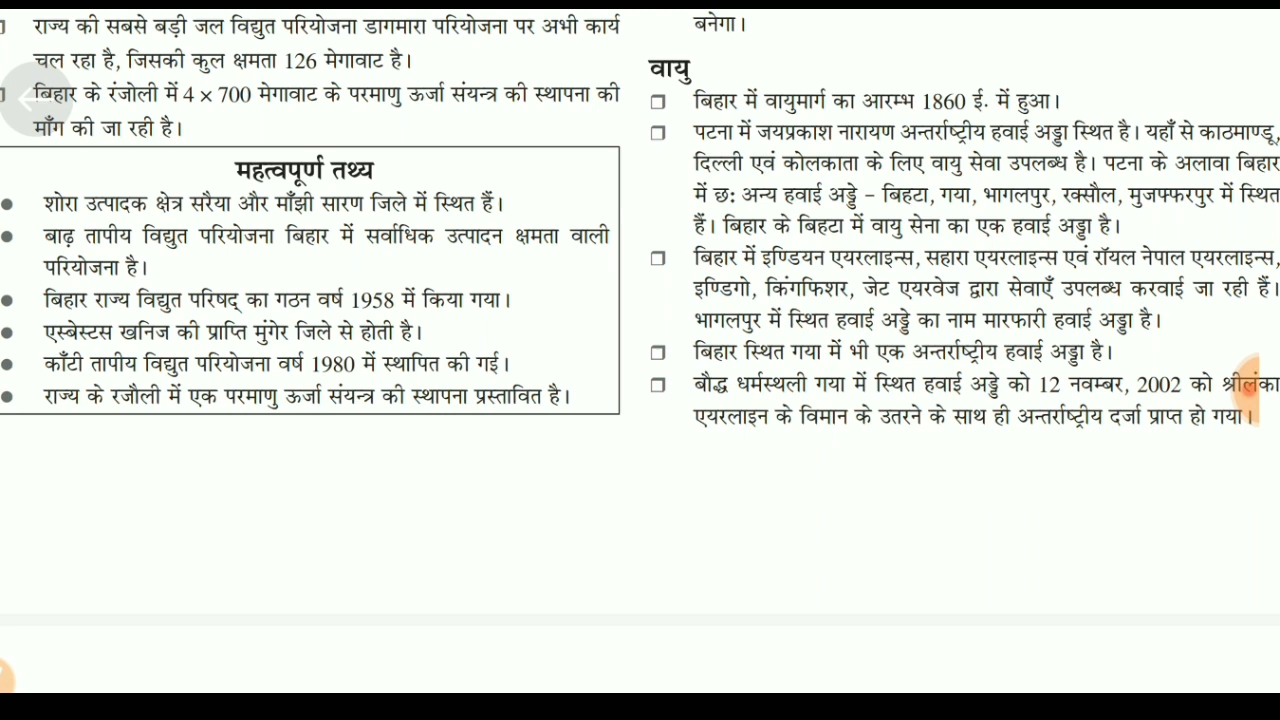 राज्य की सबसे बड़ी जल विद्युत परियोजना डागमारा परियोजना पर अभी कार्य
चल रहा है, जिसकी कुल क्षमता 126 मेगावाट है।
बिहार के रंजोली में 4 × 700 मेगावाट के परमाणु ऊर्जा संयन्त्र की स्थापना की
माँग की जा रही है।
महत्वपूर्ण तथ्य
शोरा उत्पादक क्षेत्र सरैया और माँझी सारण जिले में स्थित हैं।
बाढ़ तापीय विद्युत परियोजना बिहार में सर्वाधिक उत्पादन क्षमता वाली
परियोजना है।
बिहार राज्य विद्युत परिषद् का गठन वर्ष 1958 में किया गया।
एस्बेस्टस खनिज की प्राप्ति मुंगेर जिले से होती है।
काँटी तापीय विद्युत परियोजना वर्ष 1980 में स्थापित की गई।
राज्य के रजौली में एक परमाणु ऊर्जा संयन्त्र की स्थापना प्रस्तावित है।
बनेगा।
वायु
बिहार में वायुमार्ग का आरम्भ 1860 ई. में हुआ।
पटना में जयप्रकाश नारायण अन्तर्राष्ट्रीय हवाई अड्डा स्थित है। यहाँ से काठमाण्डू,
दिल्ली एवं कोलकाता के लिए वायु सेवा उपलब्ध है। पटना के अलावा बिहार
में छः अन्य हवाई अड्डे – बिहटा, गया, भागलपुर, रक्सौल, मुजफ्फरपुर में स्थित
हैं। बिहार के बिहटा में वायु सेना का एक हवाई अड्डा है।
बिहार में इण्डियन एयरलाइन्स, सहारा एयरलाइन्स एवं रॉयल नेपाल एयरलाइन्स,
इण्डिगो, किंगफिशर, जेट एयरवेज द्वारा सेवाएँ उपलब्ध करवाई जा रही हैं।
भागलपुर में स्थित हवाई अड्डे का नाम मारफारी हवाई अड्डा है।
बिहार स्थित गया में भी एक अन्तर्राष्ट्रीय हवाई अड्डा है।
बौद्ध धर्मस्थली गया में स्थित हवाई अड्डे को 12 नवम्बर, 2002 को श्रीलंका
एयरलाइन के विमान के उतरने के साथ ही अन्तर्राष्ट्रीय दर्जा प्राप्त हो गया।